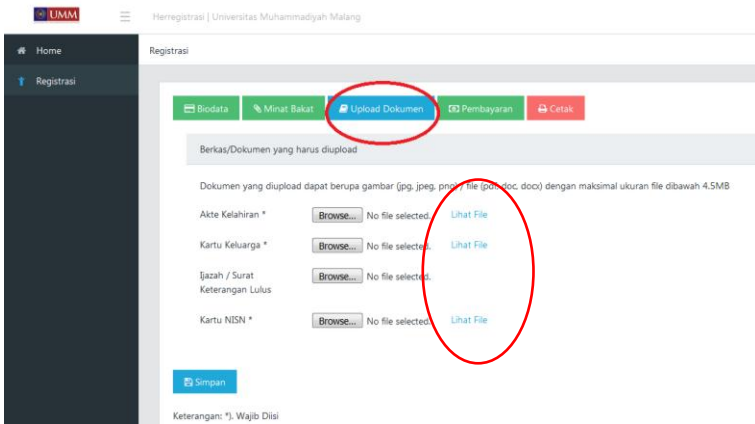 UMM
Herregistrasi | Universitas Muhammadiyah Malang
Home
Registrasi
Registrasi
Biodata
Minat Bakat
Upload Dokumen
Pembayaran
Cetak
Berkas/Dokumen yang harus diupload
Dokumen yang diupload dapat berupa gambar (jpg, jpeg, png) / file (pdf, doc, docx) dengan maksimal ukuran file dibawah 4.5MB
Akte Kelahiran * Browse... No file selected. Lihat File
Kartu Keluarga * Browse... No file selected. Lihat File
Ijazah / Surat Browse... No file selected.
Keterangan Lulus
Kartu NISN * Browse... No file selected. Lihat File
Simpan
Keterangan: *). Wajib Diisi